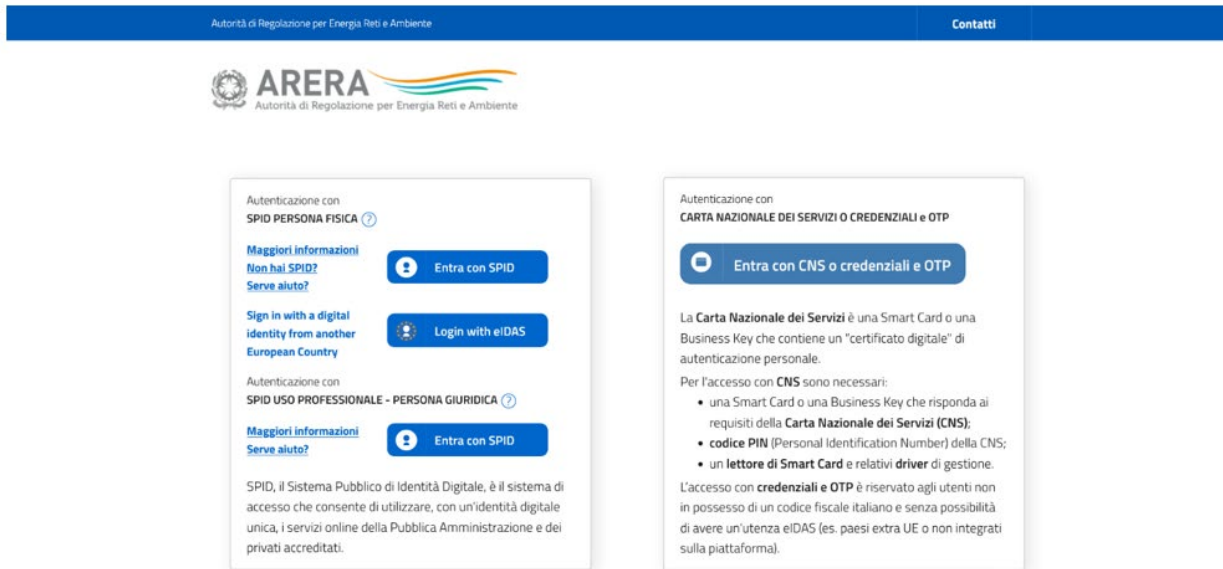 Autorità di Regolazione per Energia Reti e Ambiente
Contatti
ARERA
Autorità di Regolazione per Energia Reti e Ambiente
Autenticazione con
SPID PERSONA FISICA ?
Maggiori informazioni
Non hai SPID?
Serve aiuto?
Entra con SPID
Sign in with a digital
identity from another
European Country
Login with eIDAS
Autenticazione con
SPID USO PROFESSIONALE - PERSONA GIURIDICA ?
Maggiori informazioni
Serve aiuto?
Entra con SPID
SPID, il Sistema Pubblico di Identità Digitale, è il sistema di
accesso che consente di utilizzare, con un'identità digitale
unica, i servizi online della Pubblica Amministrazione e dei
privati accreditati.
Autenticazione con
CARTA NAZIONALE DEI SERVIZI O CREDENZIALI e OTP
Entra con CNS o credenziali e OTP
La Carta Nazionale dei Servizi è una Smart Card o una
Business Key che contiene un "certificato digitale" di
autenticazione personale.
Per l'accesso con CNS sono necessari:
• una Smart Card o una Business Key che risponda ai
requisiti della Carta Nazionale dei Servizi (CNS);
• codice PIN (Personal Identification Number) della CNS;
• un lettore di Smart Card e relativi driver di gestione.
L'accesso con credenziali e OTP è riservato agli utenti non
in possesso di un codice fiscale italiano e senza possibilità
di avere un'utenza eIDAS (es. paesi extra UE o non integrati
sulla piattaforma).